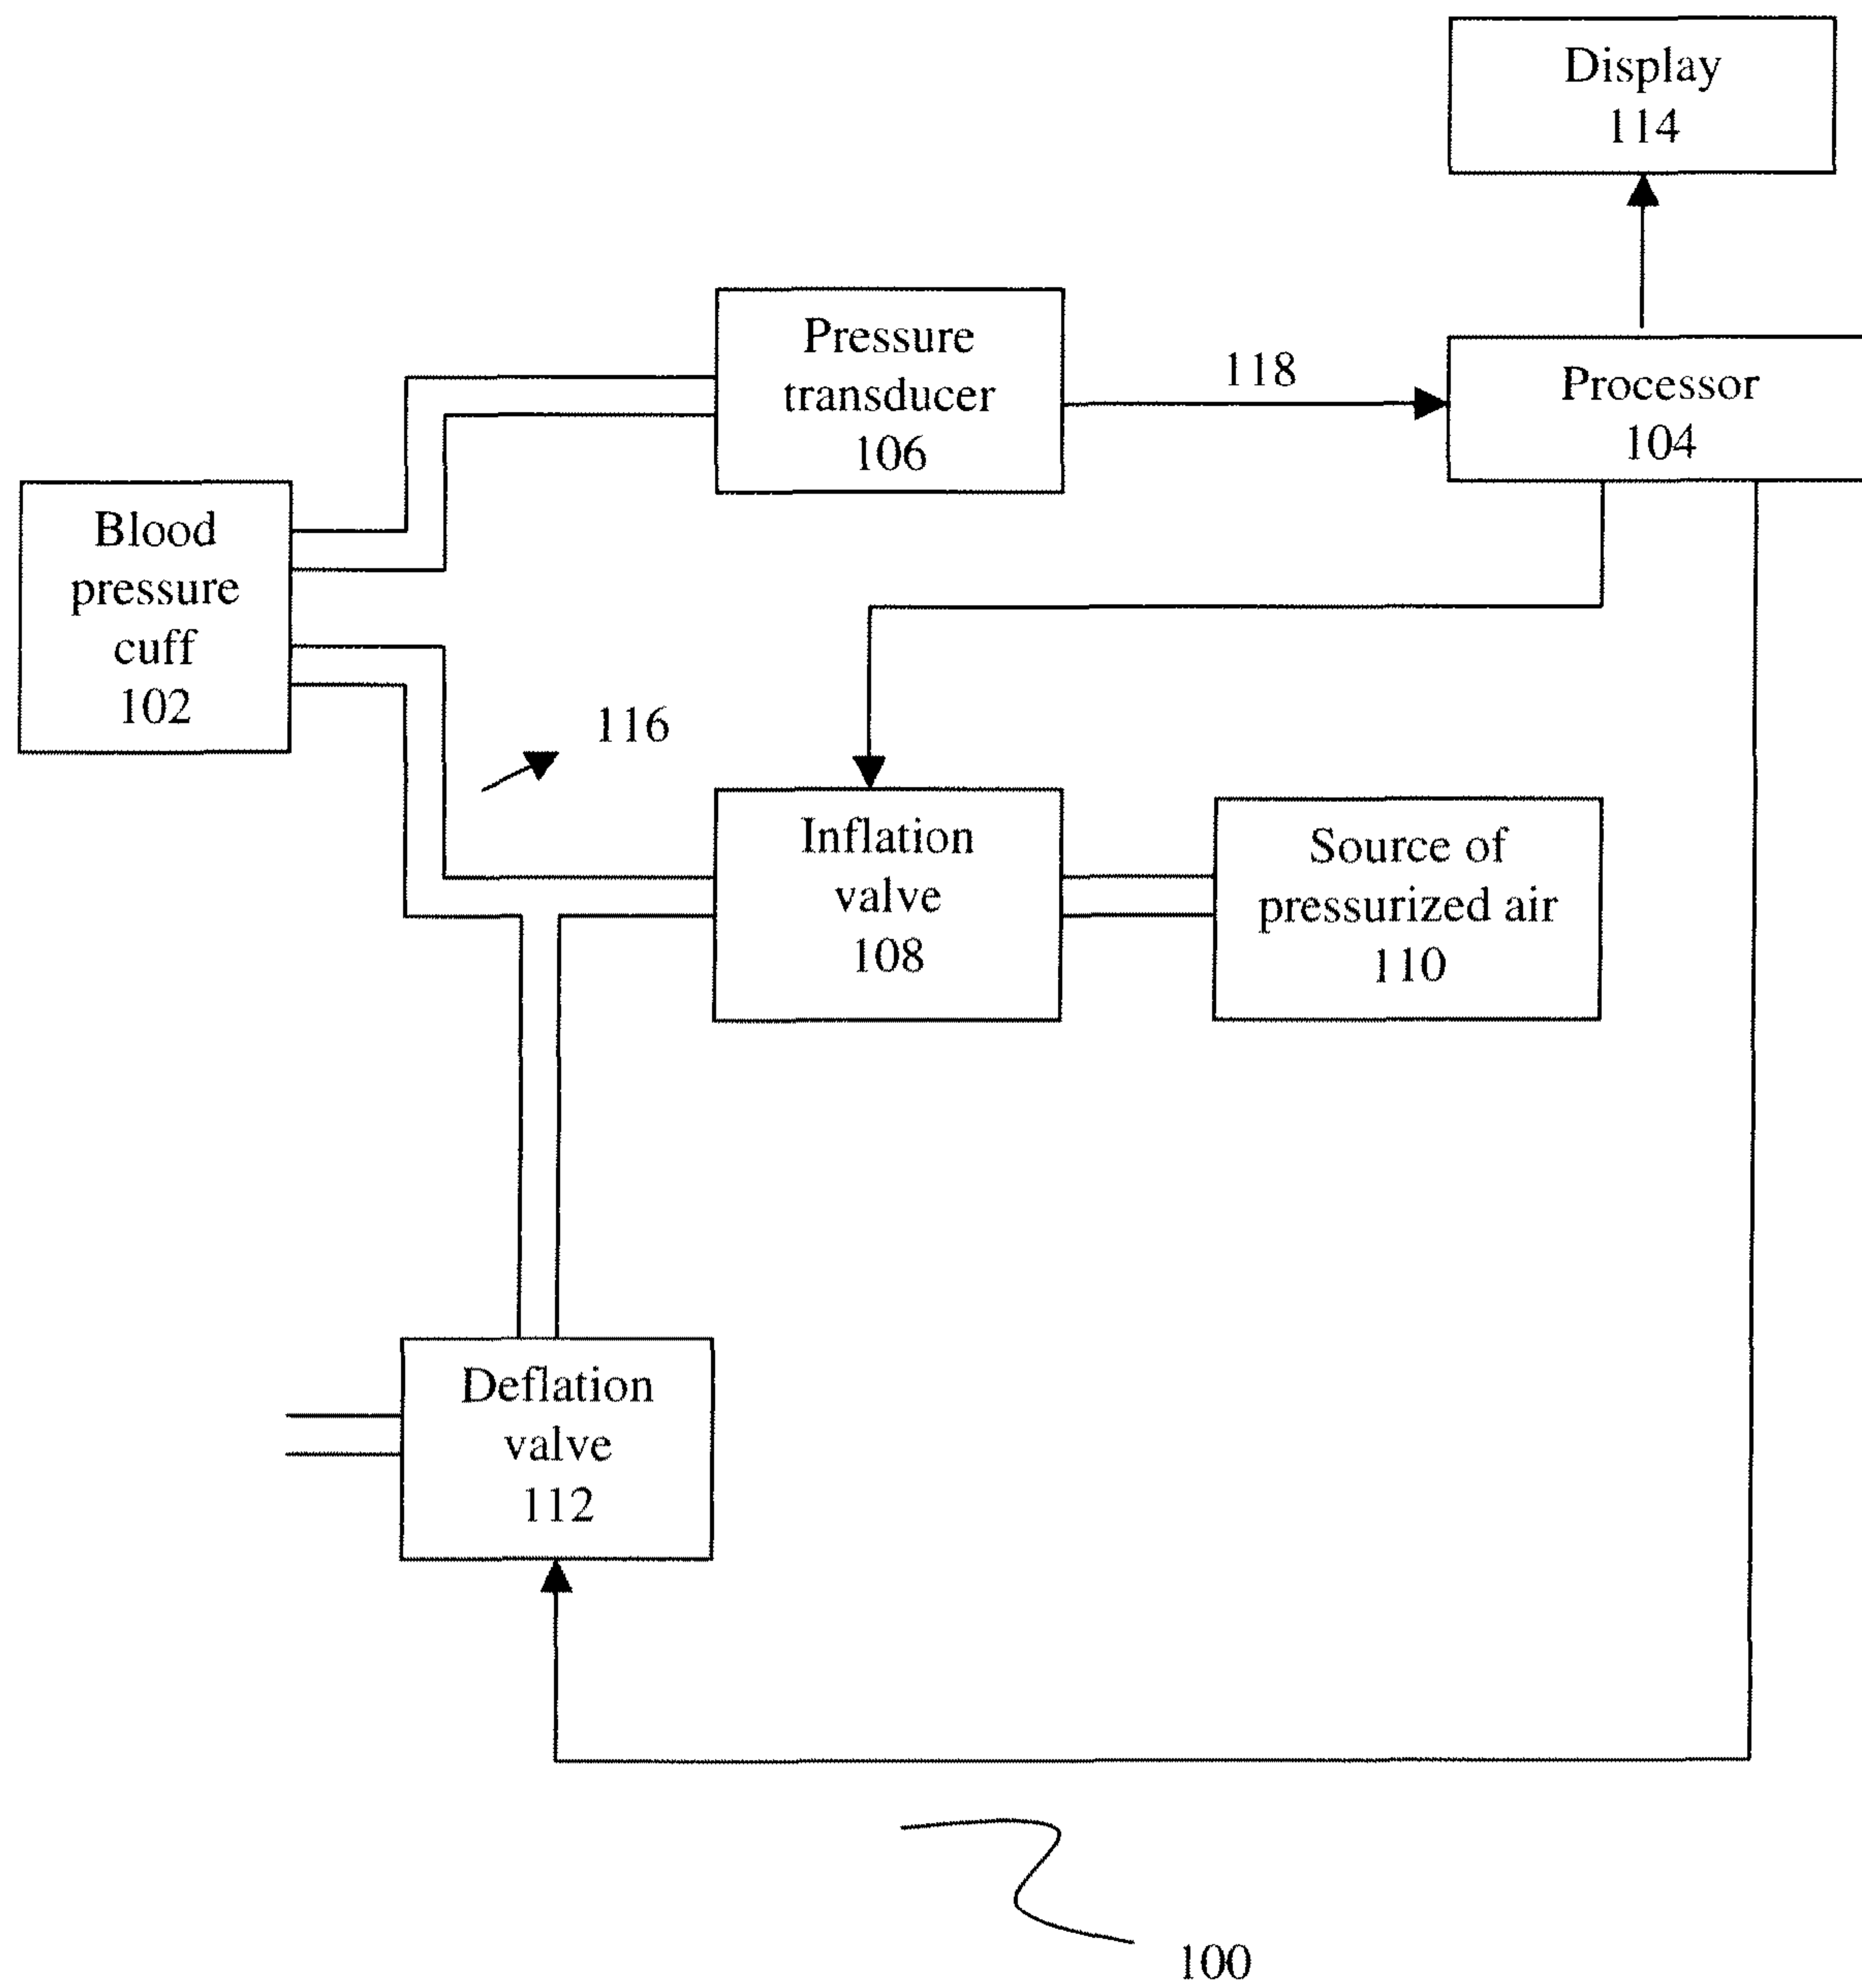 Display
114
Pressure
transducer
106
118
Processor
104
Blood
pressure
cuff
102
116
Inflation
valve
108
Source of
pressurized air
110
Deflation
valve
112
100